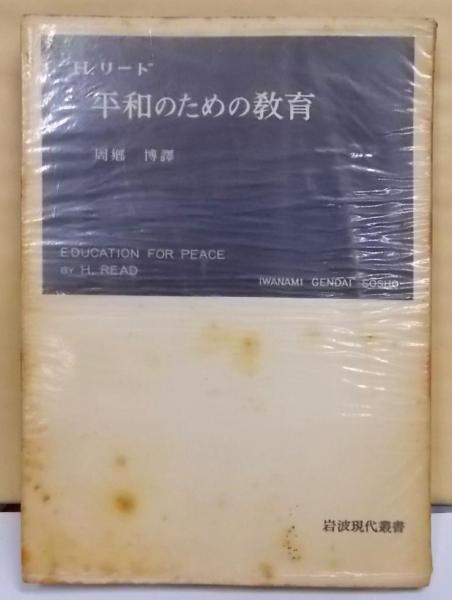 H. リード
平和のための教育
周郷 博譯
EDUCATION FOR PEACE
BY H. READ
IWANAMI GENDAI SOSHO
岩波現代叢書